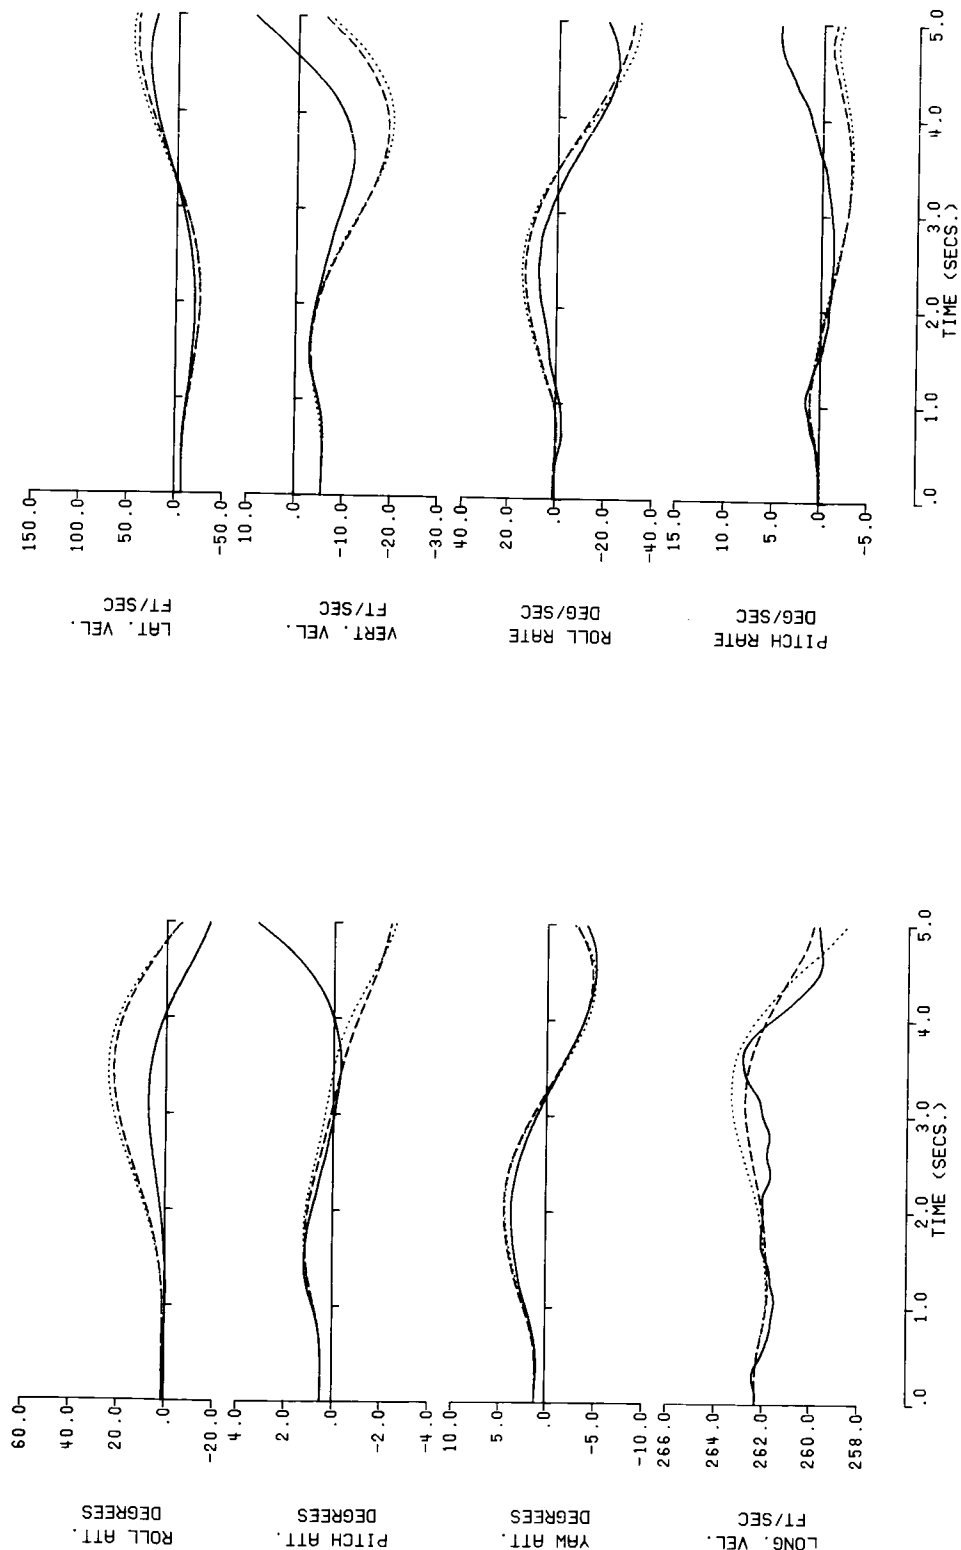 60.0
40.0
20.0
.0
-20.0
ROLL ATT.
DEGREES
4.0
2.0
.0
-2.0
-4.0
PITCH ATT.
DEGREES
10.0
5.0
.0
-5.0
-10.0
YAW ATT.
DEGREES
266.0
264.0
262.0
260.0
258.0
LONG. VEL.
FT/SEC
.0 1.0 2.0 3.0 4.0 5.0
TIME (SECS.)
150.0
100.0
50.0
.0
-50.0
LAT. VEL.
FT/SEC
10.0
.0
-10.0
-20.0
-30.0
VERT. VEL.
FT/SEC
40.0
20.0
.0
-20.0
-40.0
ROLL RATE
DEG/SEC
15.0
10.0
5.0
.0
-5.0
PITCH RATE
DEG/SEC
.0 1.0 2.0 3.0 4.0 5.0
TIME (SECS.)